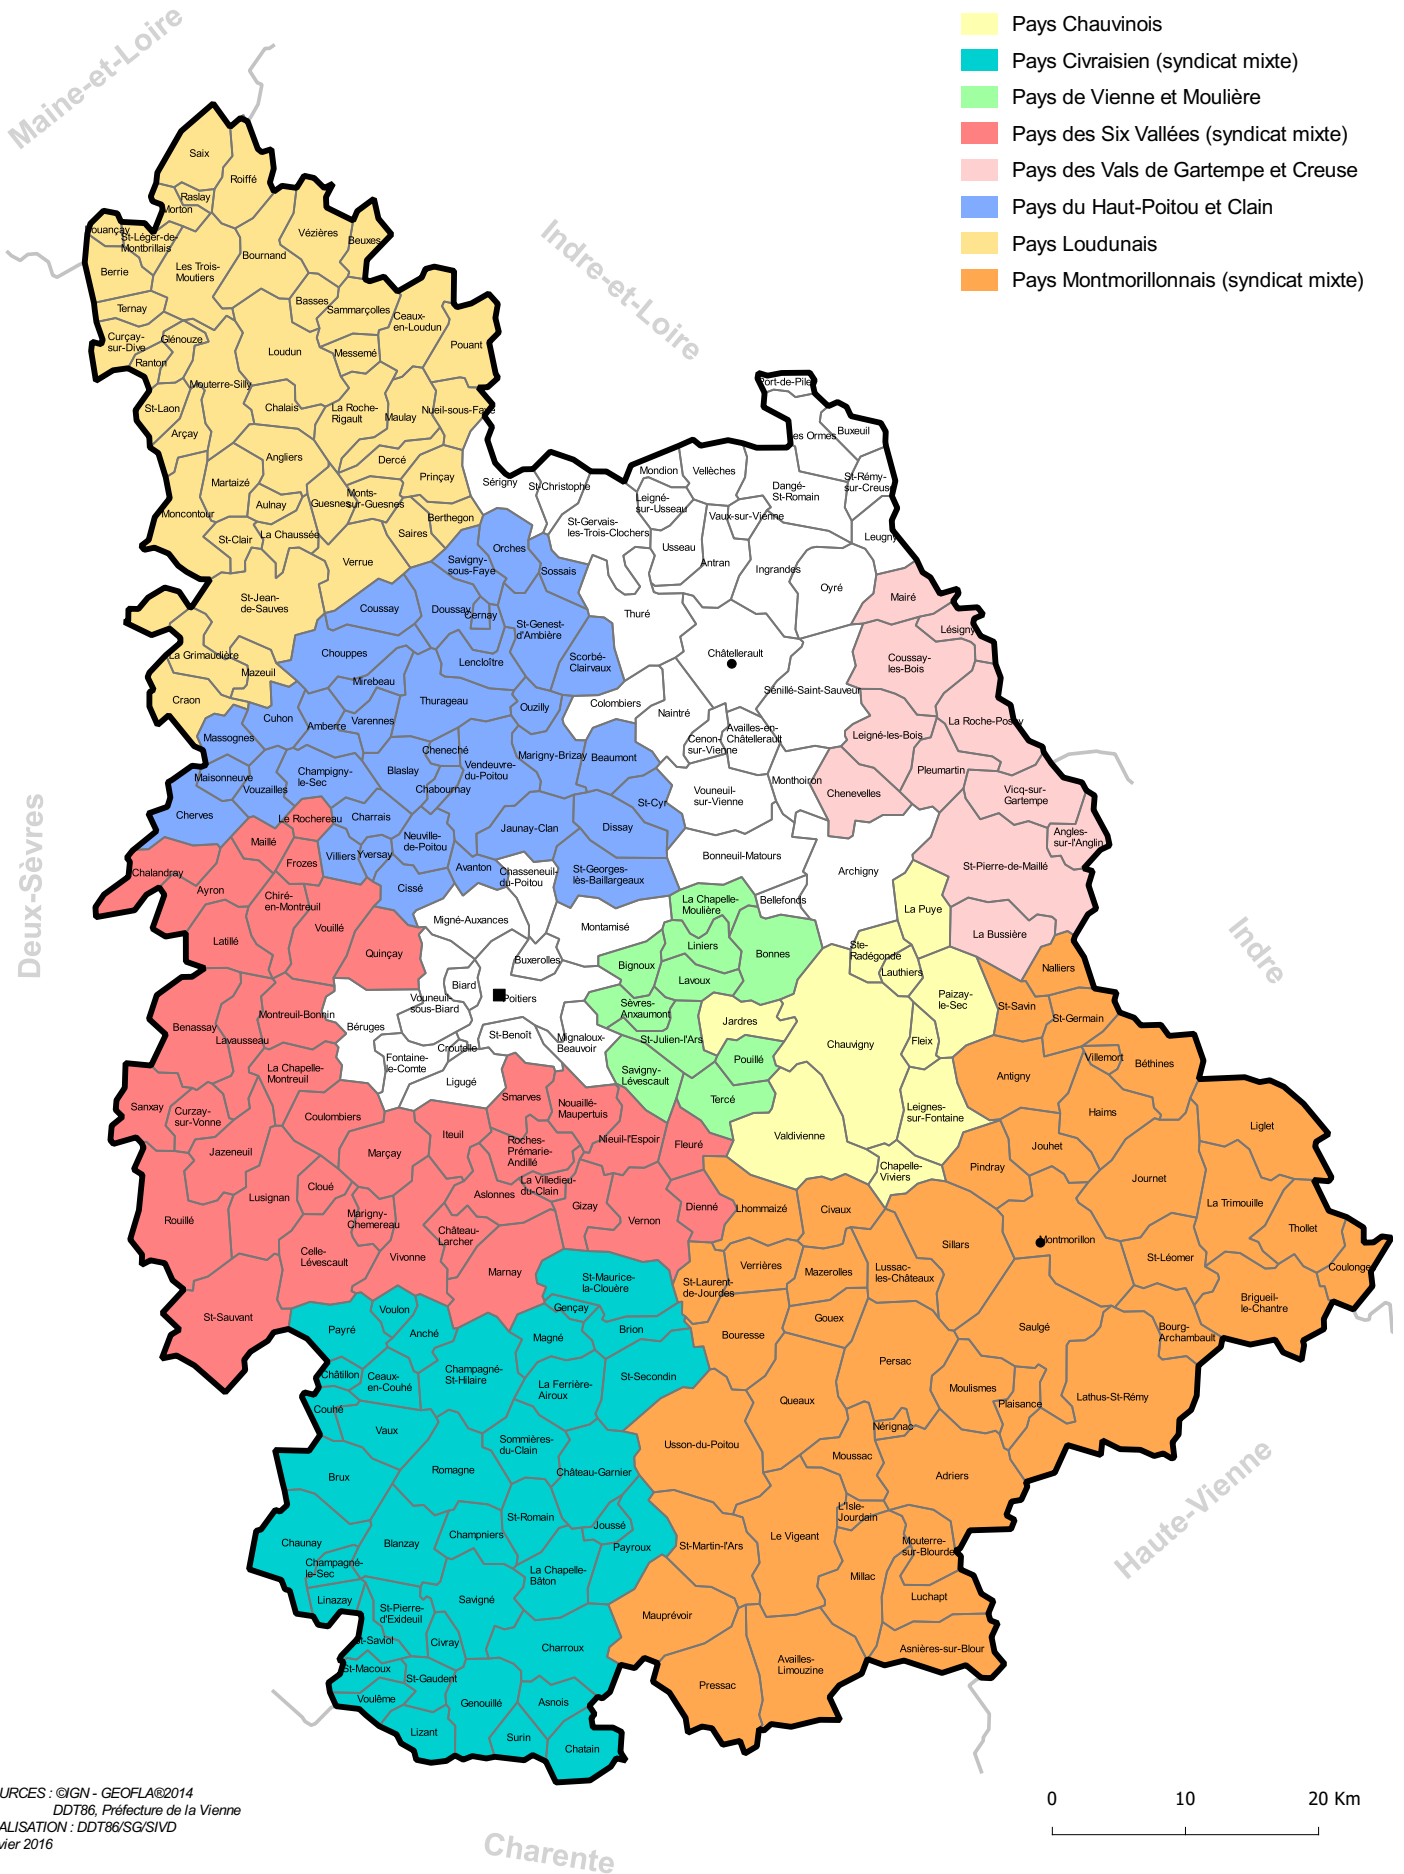 Pays Chauvinois
Pays Civraisien (syndicat mixte)
Pays de Vienne et Moulière
Pays des Six Vallées (syndicat mixte)
Pays des Vals de Gartempe et Creuse
Pays du Haut-Poitou et Clain
Pays Loudunais
Pays Montmorillonnais (syndicat mixte)
Maine-et-Loire
Indre-et-Loire
Deux-Sèvres
Indre
Haute-Vienne
Charente
Saix
Roiffé
Raslay
Morton
Vézières
Beuxes
ouançay
St-Léger-de-
Montbrillais
Berrie
Les Trois-
Moutiers
Bournand
Ternay
Basses
Sammarçolles
Ceaux-
en-Loudun
Curçay-
sur-Dive
Glénouze
Ranton
Loudun
Messemé
Pouant
Mouterre-Silly
St-Laon
Chalais
La Roche-
Rigault
Maulay
Nueil-sous-Faye
Arçay
Angliers
Dercé
Prinçay
Martaizé
Aulnay
Guesnes
Monts-
sur-Guesnes
Moncontour
Berthegon
St-Clair
La Chaussée
Saires
Verrue
St-Jean-
de-Sauves
La Grimaudière
Mazeuil
Craon
Port-de-Pile
es Ormes
Buxeuil
Sérigny
St-Christophe
Mondion
Vellèches
Leigné-
sur-Usseau
Dangé-
St-Romain
St-Rémy-
sur-Creuse
St-Gervais-
les-Trois-Clochers
Vaux-sur-Vienne
Usseau
Antran
Leugny
Ingrandes
Oyré
Thuré
Châtellerault
Sénillé-Saint-Sauveur
Colombiers
Naintré
Cenon-
sur-Vienne
Availles-en-
Châtellerault
Monthoiron
Vouneuil-
sur-Vienne
Bonneuil-Matours
Archigny
Bellefonds
Orches
Savigny-
sous-Faye
Sossais
Coussay
Doussay
Cernay
St-Genest-
d'Ambière
Chouppes
Lencloître
Scorbé-
Clairvaux
Mirebeau
Thurageau
Ouzilly
Cuhon
Amberre
Varennes
Massognes
Cheneché
Marigny-Brizay
Beaumont
Maisonneuve
Champigny-
le-Sec
Blaslay
Vendeuvre-
du-Poitou
Vouzailles
Chabournay
St-Cyr
Cherves
Charrais
Neuville-
de-Poitou
Jaunay-Clan
Dissay
Villiers
Yversay
Avanton
Cissé
St-Georges-
lès-Baillargeaux
Mairé
Lésigny
Coussay-
les-Bois
La Roche-Posay
Leigné-les-Bois
Pleumartin
Chenevelles
Vicq-sur-
Gartempe
Angles-
sur-l'Anglin
St-Pierre-de-Maillé
La Bussière
Le Rochereau
Maillé
Frozes
Chalandray
Ayron
Chiré-
en-Montreuil
Vouillé
Latillé
Quinçay
Benassay
Lavausseau
Montreuil-Bonnin
La Chapelle-
Montreuil
Sanxay
Curzay-
sur-Vonne
Coulombiers
Jazeneuil
Marçay
Iteuil
Smarves
Nouaillé-
Maupertuis
Roches-
Prémarie-
Andillé
Nieuil-l'Espoir
Fleuré
Cloué
Lusignan
Rouillé
Marigny-
Chemereau
Aslonnes
La Villedieu-
du-Clain
Gizay
Vernon
Dienné
Château-
Larcher
Celle-
Lévescault
Vivonne
Marnay
St-Sauvant
Chasseneuil-
du-Poitou
Migné-Auxances
Montamisé
Buxerolles
Biard
Vouneuil-
sous-Biard
Poitiers
Béruges
St-Benoît
Mignaloux-
Beauvoir
Croutelle
Fontaine-
le-Comte
Ligugé
La Chapelle-
Moulière
Liniers
Bonnes
Bignoux
Lavoux
Sèvres-
Anxaumont
St-Julien-l'Ars
Pouillé
Savigny-
Lévescault
Tercé
La Puye
Ste-
Radégonde
Lauthiers
Paizay-
le-Sec
Jardres
Chauvigny
Fleix
Leignes-
sur-Fontaine
Valdivienne
Chapelle-
Viviers
Nalliers
St-Savin
St-Germain
Villemort
Béthines
Antigny
Haims
Liglet
Jouhet
Pindray
Journet
La Trimouille
Thollet
Coulonges
Lhommaizé
Civaux
Sillars
Montmorillon
St-Léomer
Brigueil-
le-Chantre
Verrières
Mazerolles
Lussac-
les-Châteaux
St-Laurent-
de-Jourdes
Gouex
Bouresse
Saulgé
Bourg-
Archambault
Persac
Moulismes
Plaisance
Lathus-St-Rémy
Queaux
Nérignac
Usson-du-Poitou
Moussac
Adriers
L'Isle-
Jourdain
St-Martin-l'Ars
Le Vigeant
Mouterre-
sur-Blourde
Millac
Luchapt
Mauprévoir
Availles-
Limouzine
Asnières-sur-Blour
Pressac
St-Maurice-
la-Clouère
Gençay
Voulon
Payré
Anché
Magné
Brion
Châtillon
Ceaux-
en-Couhé
Champagné-
St-Hilaire
La Ferrière-
Airoux
St-Secondin
Couhé
Vaux
Sommières-
du-Clain
Romagne
Château-Garnier
Brux
St-Romain
Joussé
Chaunay
Blanzay
Champniers
Payroux
Champagné-
le-Sec
La Chapelle-
Bâton
Linazay
St-Pierre-
d'Exideuil
Savigné
St-Saviol
Civray
Charroux
St-Macoux
St-Gaudent
Voulême
Genouillé
Asnois
Lizant
Surin
Chatain
URCES : ©IGN - GEOFLA®2014
DDT86, Préfecture de la Vienne
ALISATION : DDT86/SG/SIVD
vier 2016
0 10 20 Km